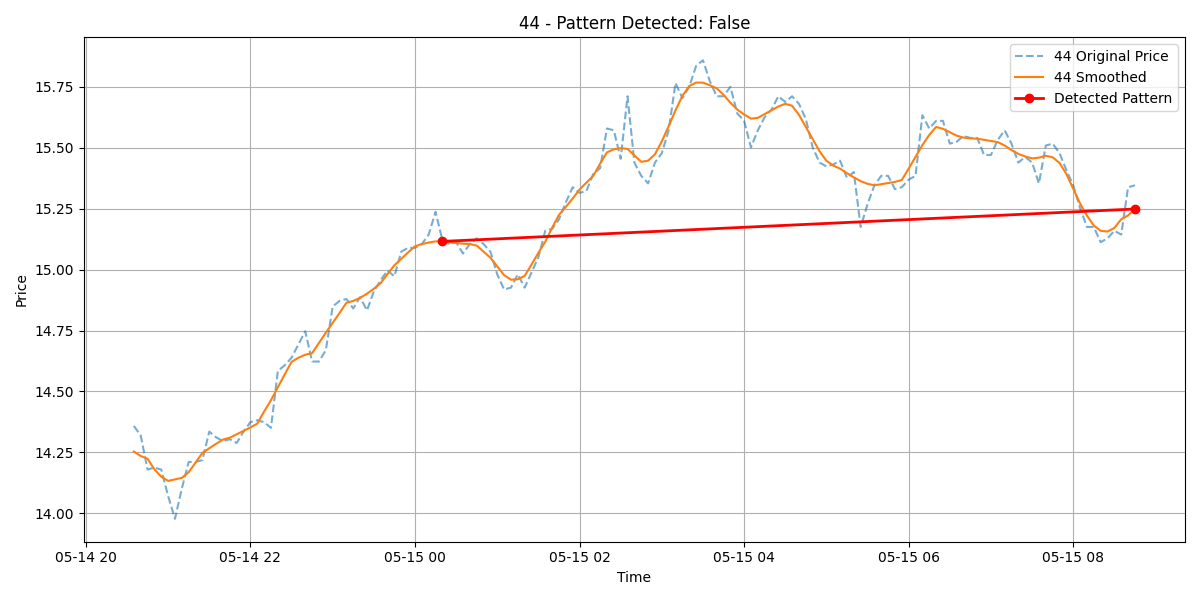 44 - Pattern Detected: False
44 Original Price
44 Smoothed
Detected Pattern
Price
15.75
15.50
15.25
15.00
14.75
14.50
14.25
14.00
05-14 20 05-14 22 05-15 00 05-15 02 05-15 04 05-15 06 05-15 08
Time